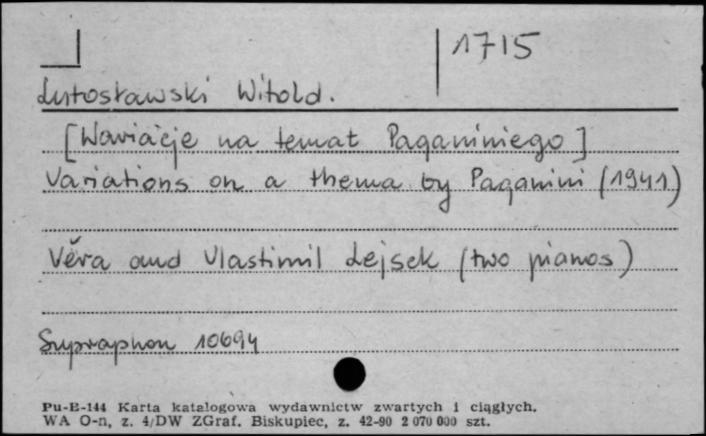 1715
Lutosławski Witold.
[Wariacje na temat Paganiniego]
Variations on a thema by Paganini (1941)
Věra and Vlastimil Lejsek (two pianos)
Supraphon 10694
Pu-B-144 Karta katalogowa wydawnictw zwartych i ciągłych.
WA O-n, z. 4/DW ZGraf. Biskupiec, z. 42-90 2 070 000 szt.